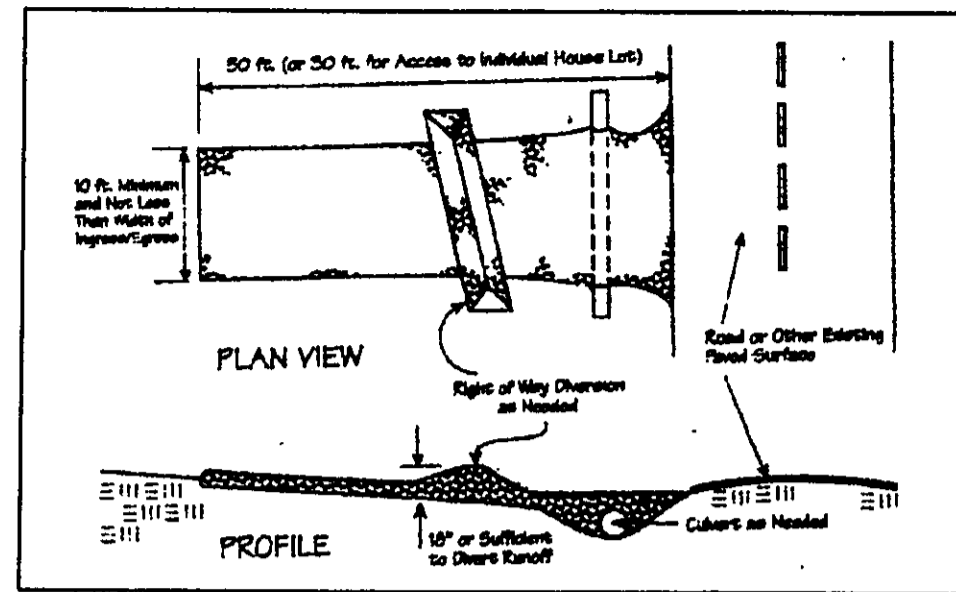 50 ft. (or 30 ft. for Access to Individual House Lot)
10 ft. Minimum
and Not Less
Than Width of
Ingress/Egress
PLAN VIEW
Right of Way Diversion
as Needed
Road or Other Existing
Paved Surface
18" or Sufficient
to Divert Runoff
Culvert as Needed
PROFILE